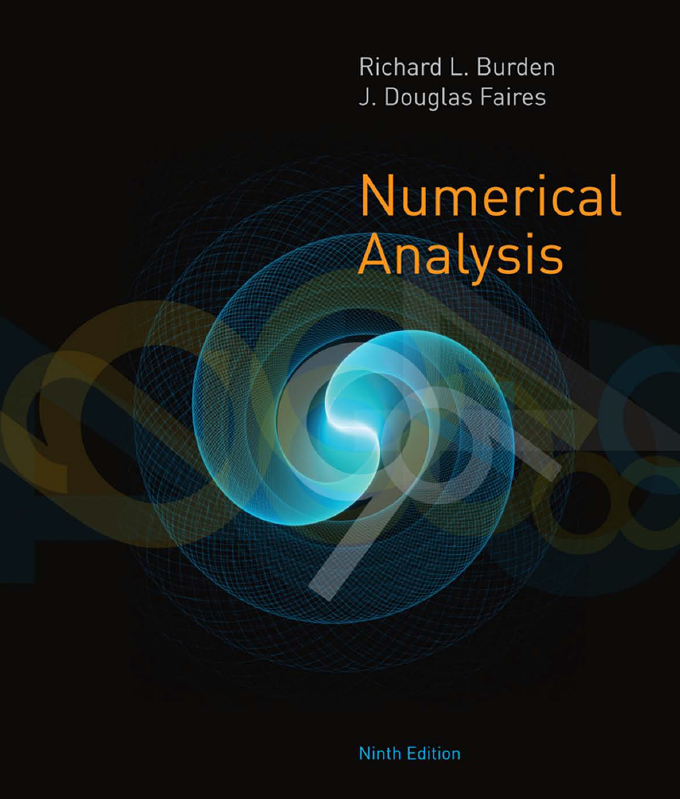 Richard L. Burden
J. Douglas Faires
Numerical
Analysis
Ninth Edition